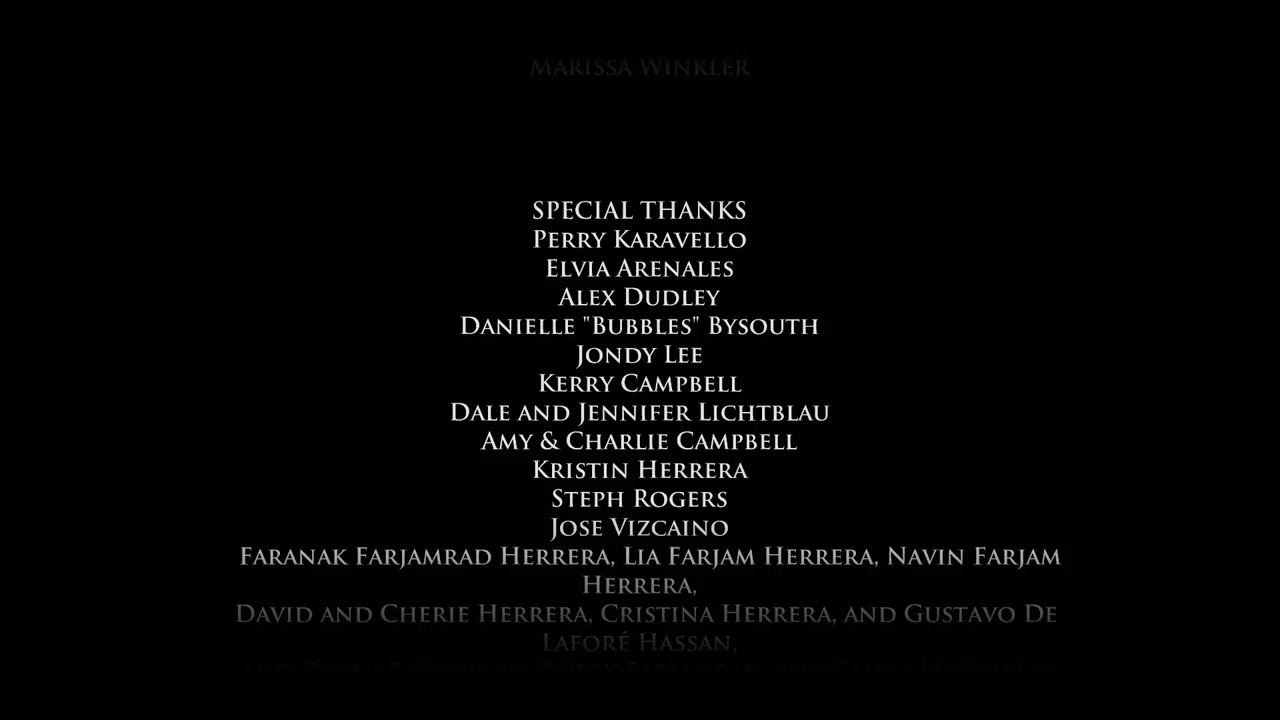 Marissa Winkler
SPECIAL THANKS
Perry Karavello
Elvia Arenales
Alex Dudley
Danielle "Bubbles" Bysouth
Jondy Lee
Kerry Campbell
Dale and Jennifer Lichtblau
Amy & Charlie Campbell
Kristin Herrera
Steph Rogers
Jose Vizcaino
Faranak Farjamrad Herrera, Lia Farjam Herrera, Navin Farjam
Herrera,
David and Cherie Herrera, Cristina Herrera, and Gustavo De
Laforé Hassan,